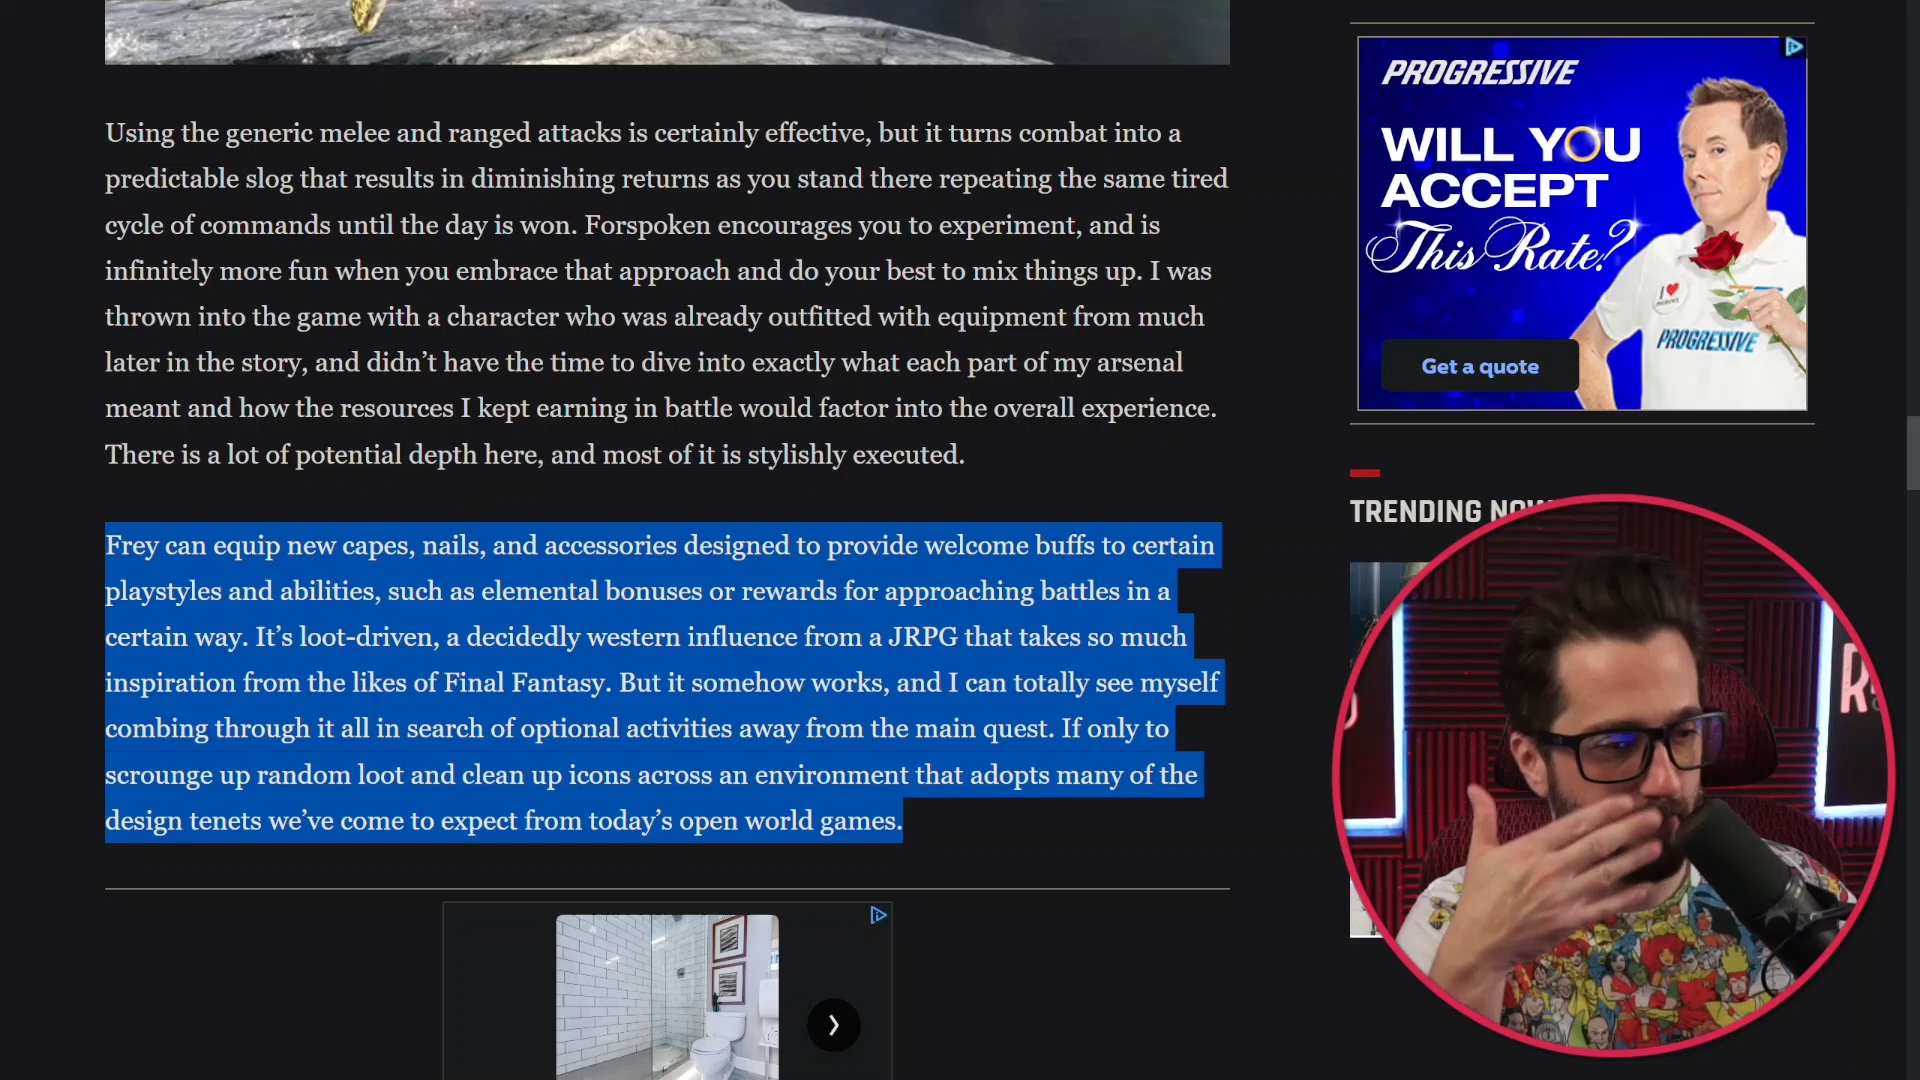 Using the generic melee and ranged attacks is certainly effective, but it turns combat into a
predictable slog that results in diminishing returns as you stand there repeating the same tired
cycle of commands until the day is won. Forspoken encourages you to experiment, and is
infinitely more fun when you embrace that approach and do your best to mix things up. I was
thrown into the game with a character who was already outfitted with equipment from much
later in the story, and didn’t have the time to dive into exactly what each part of my arsenal
meant and how the resources I kept earning in battle would factor into the overall experience.
There is a lot of potential depth here, and most of it is stylishly executed.
Frey can equip new capes, nails, and accessories designed to provide welcome buffs to certain
playstyles and abilities, such as elemental bonuses or rewards for approaching battles in a
certain way. It’s loot-driven, a decidedly western influence from a JRPG that takes so much
inspiration from the likes of Final Fantasy. But it somehow works, and I can totally see myself
combing through it all in search of optional activities away from the main quest. If only to
scrounge up random loot and clean up icons across an environment that adopts many of the
design tenets we’ve come to expect from today’s open world games.
PROGRESSIVE
WILL YOU
ACCEPT
This Rate?
I ❤
PROGRESSIVE
Get a quote
TRENDING NOW